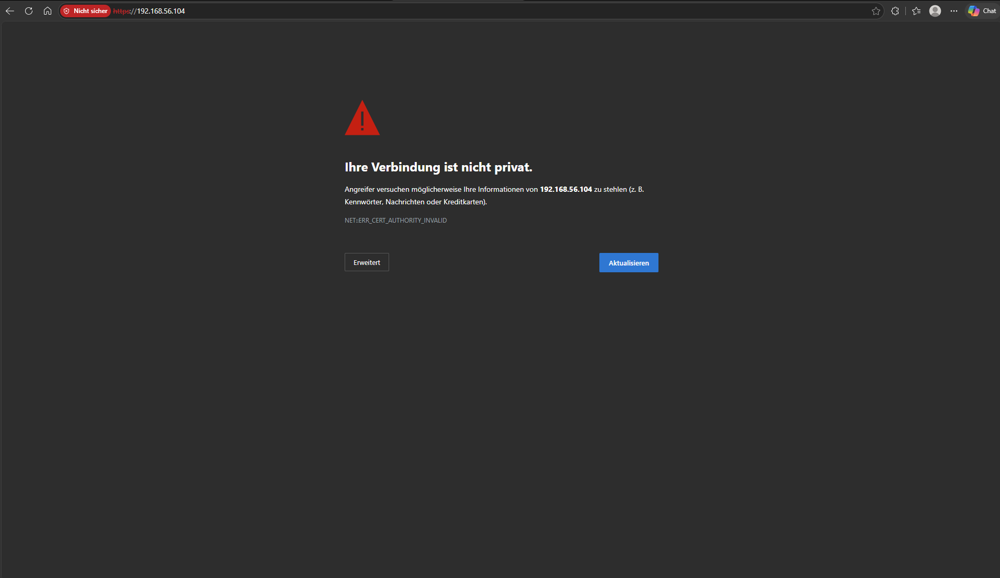 Nicht sicher https://192.168.56.104 Chat
Ihre Verbindung ist nicht privat.
Angreifer versuchen möglicherweise Ihre Informationen von 192.168.56.104 zu stehlen (z. B.
Kennwörter, Nachrichten oder Kreditkarten).
NET::ERR_CERT_AUTHORITY_INVALID
Erweitert Aktualisieren